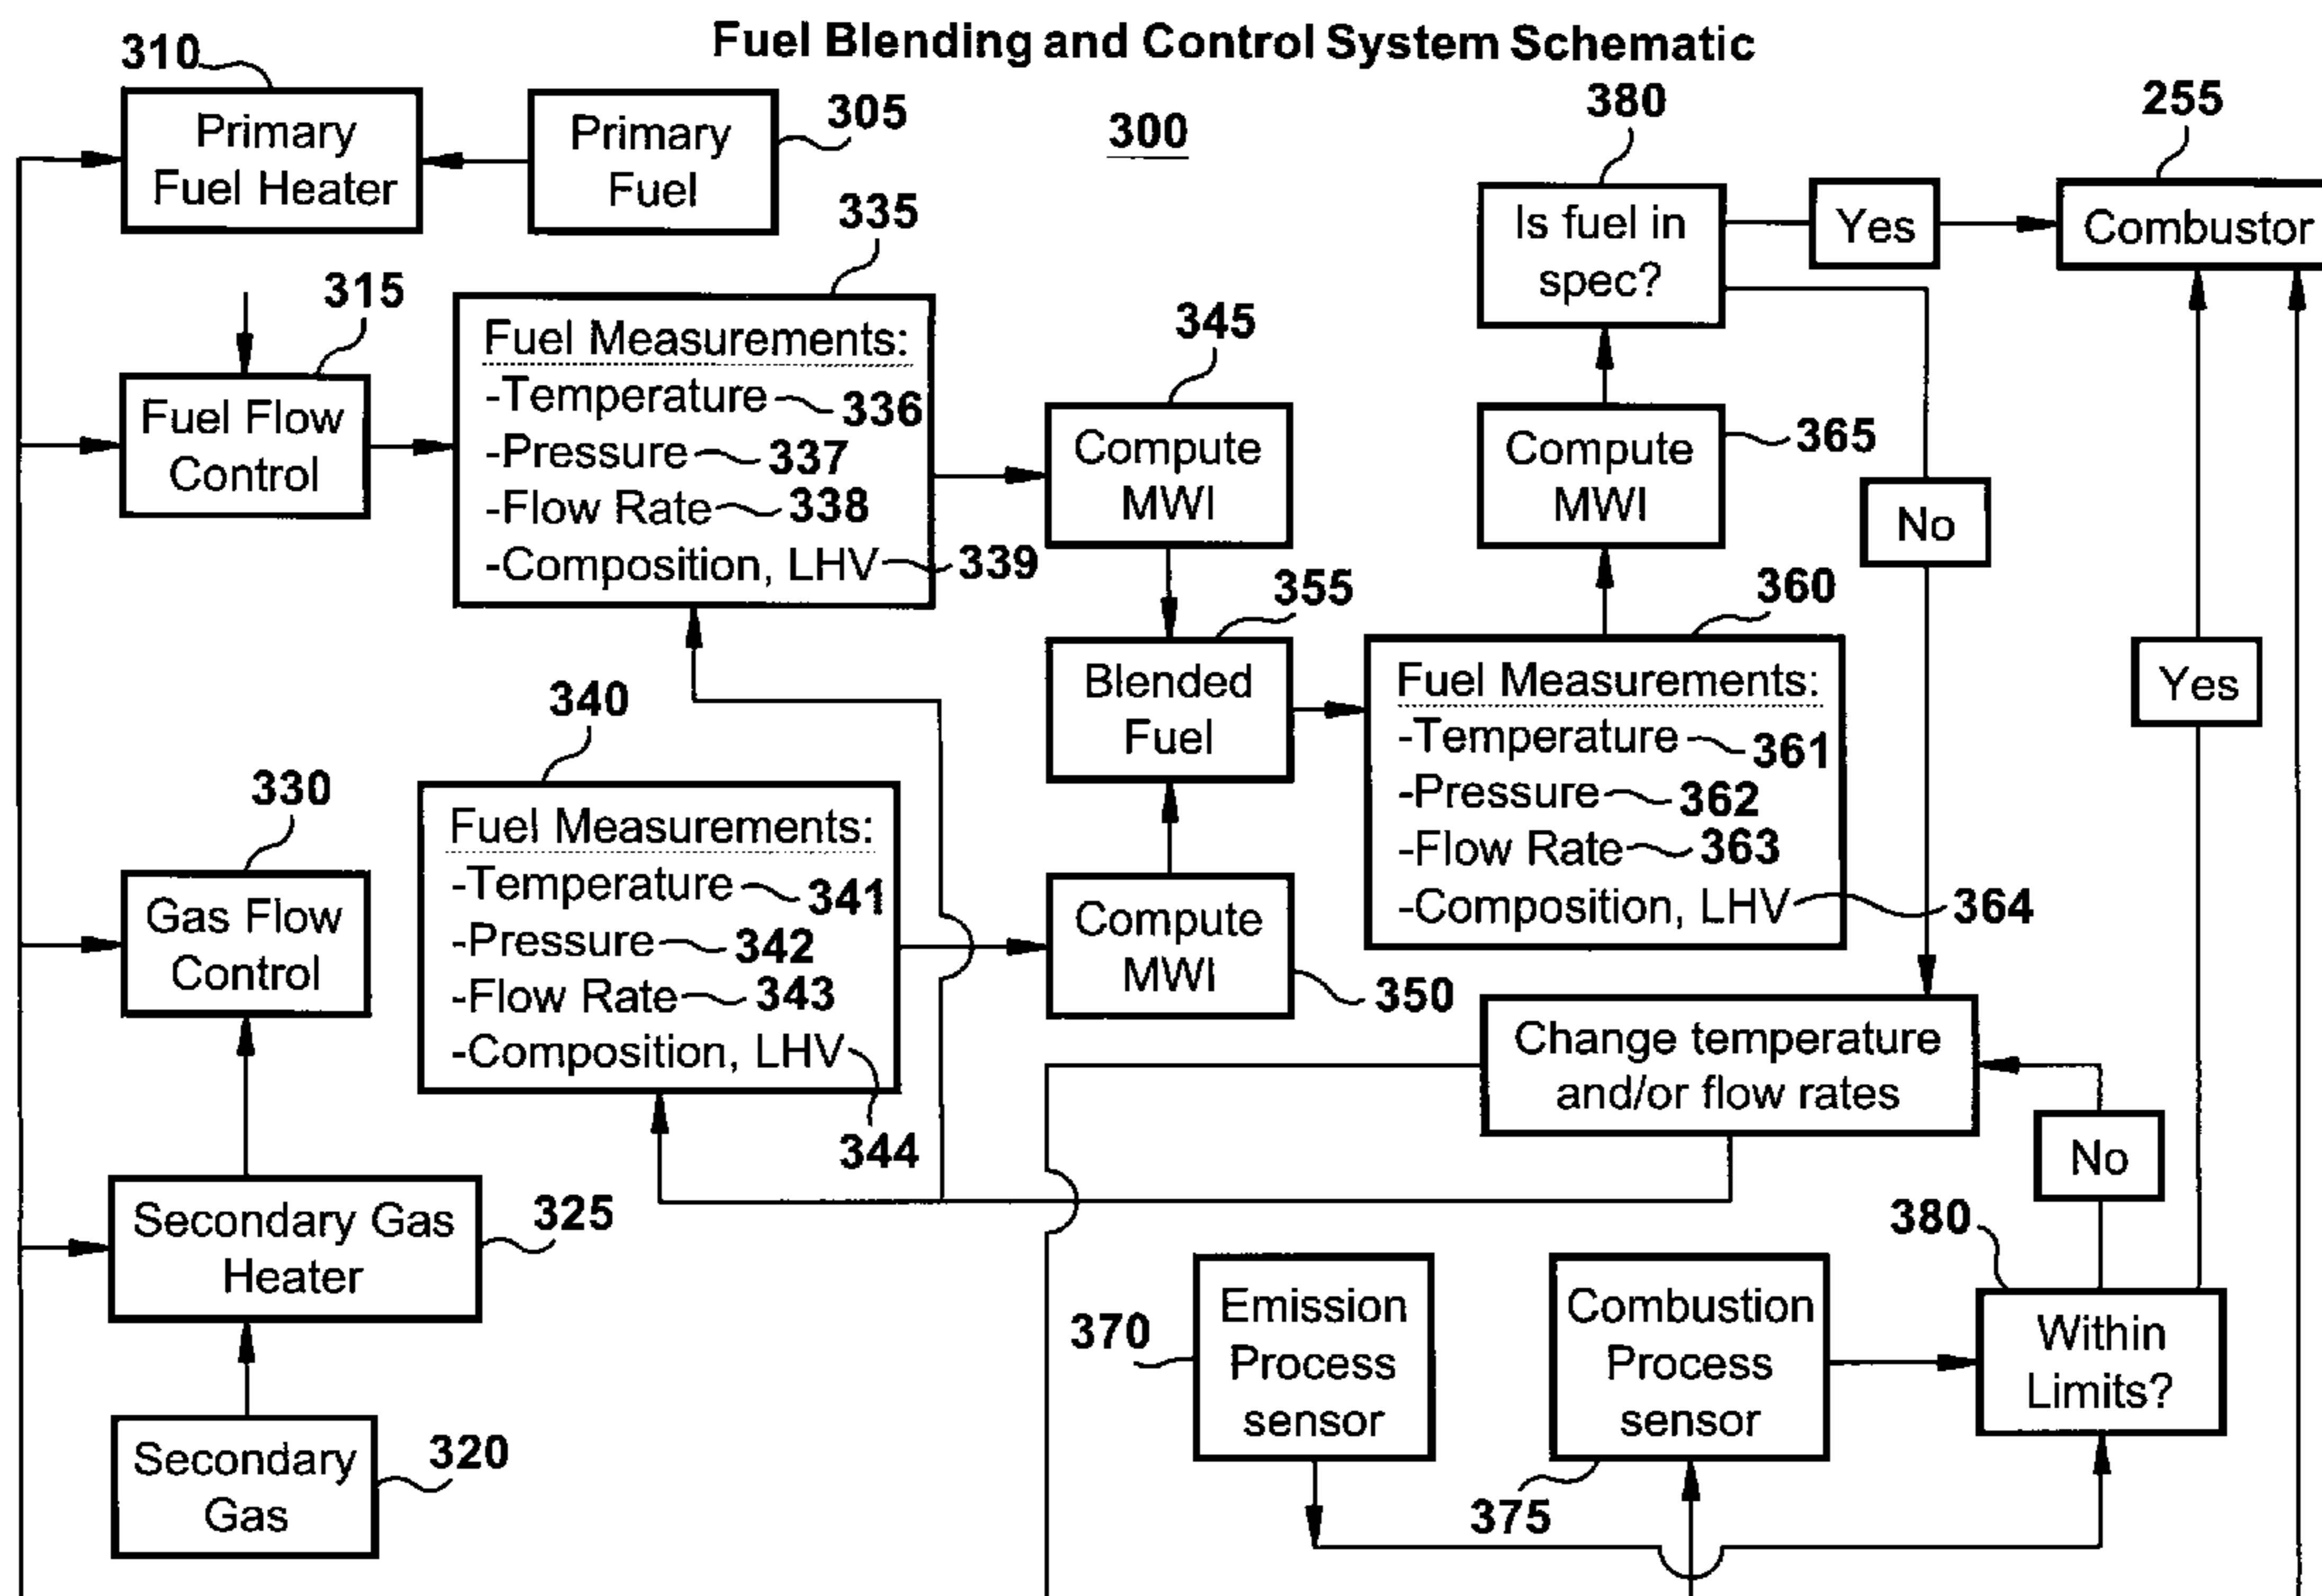 Fuel Blending and Control System Schematic
300
310
Primary
Fuel Heater
305
Primary
Fuel
315
Fuel Flow
Control
335
Fuel Measurements:
-Temperature 336
-Pressure 337
-Flow Rate 338
-Composition, LHV 339
345
Compute
MWI
380
Is fuel in
spec?
Yes
255
Combustor
365
Compute
MWI
No
355
Blended
Fuel
360
Fuel Measurements:
-Temperature 361
-Pressure 362
-Flow Rate 363
-Composition, LHV 364
Yes
340
Fuel Measurements:
-Temperature 341
-Pressure 342
-Flow Rate 343
-Composition, LHV
344
330
Gas Flow
Control
Compute
MWI
350
Change temperature
and/or flow rates
No
Secondary Gas
Heater
325
Secondary
Gas
320
370
Emission
Process
sensor
Combustion
Process
sensor
375
380
Within
Limits?